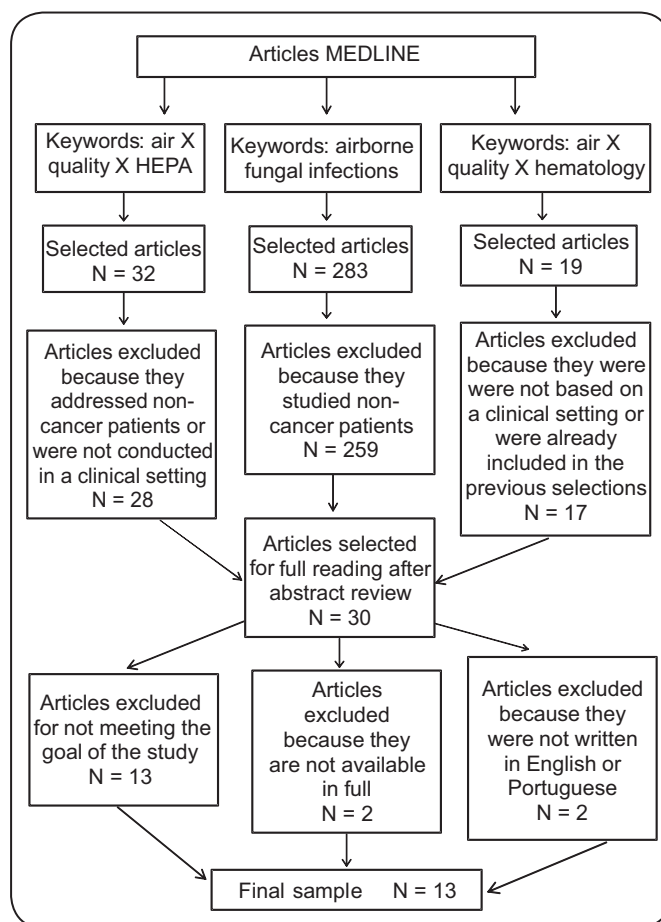 Articles MEDLINE
Keywords: air X
quality X HEPA
Keywords: airborne
fungal infections
Keywords: air X
quality X hematology
Selected articles
N = 32
Selected articles
N = 283
Selected articles
N = 19
Articles excluded
because they
addressed non-
cancer patients or
were not conducted
in a clinical setting
N = 28
Articles excluded
because they
studied non-
cancer patients
N = 259
Articles excluded
because they were
were not based on
a clinical setting or
were already
included in the
previous selections
N = 17
Articles selected
for full reading after
abstract review
N = 30
Articles excluded
for not meeting the
goal of the study
N = 13
Articles
excluded
because they
are not available
in full
N = 2
Articles excluded
because they
were not written
in English or
Portuguese
N = 2
Final sample N = 13